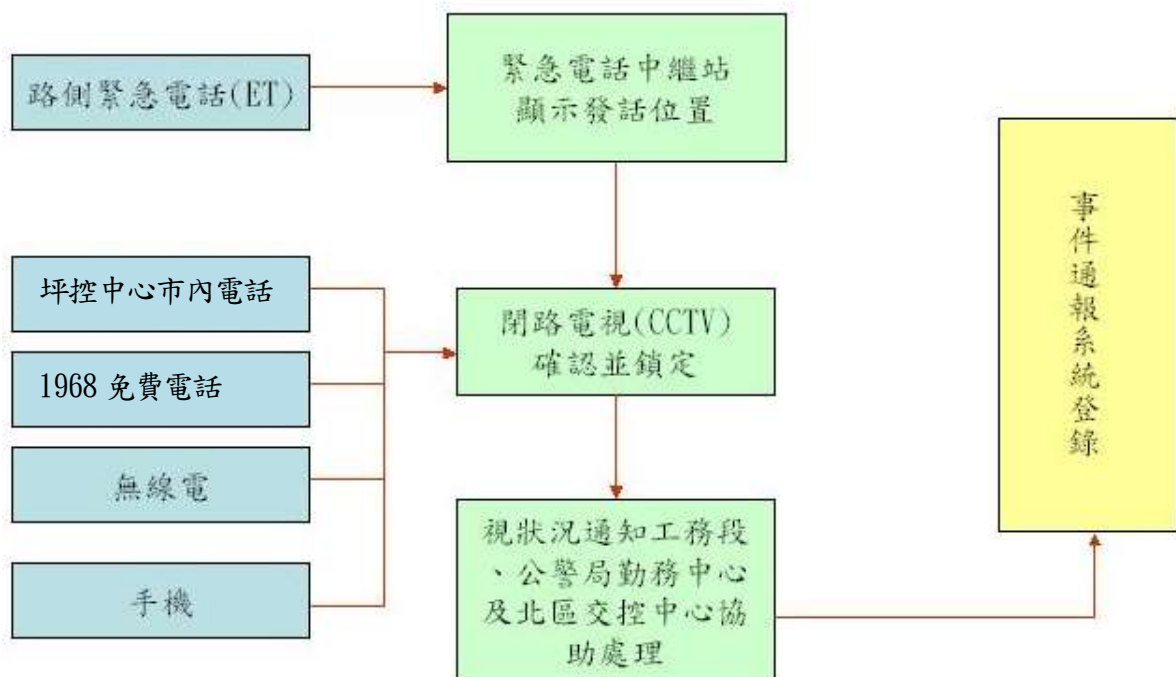 路側緊急電話(ET)
緊急電話中繼站
顯示發話位置
坪控中心市內電話
1968 免費電話
無線電
手機
閉路電視(CCTV)
確認並鎖定
視狀況通知工務段
、公警局勤務中心
及北區交控中心協
助處理
事件通報系統登錄